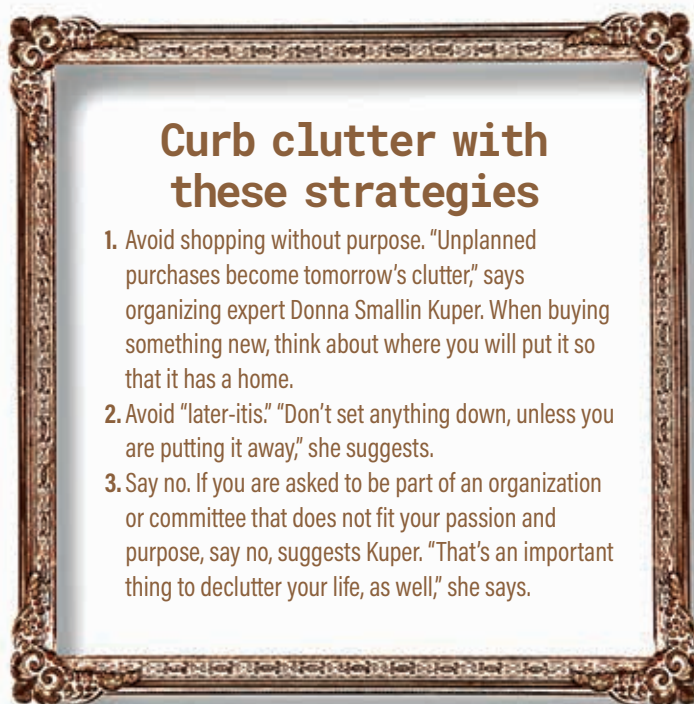 Curb clutter with
these strategies
1. Avoid shopping without purpose. “Unplanned
purchases become tomorrow’s clutter,” says
organizing expert Donna Smallin Kuper. When buying
something new, think about where you will put it so
that it has a home.
2. Avoid “later-itis.” “Don’t set anything down, unless you
are putting it away,” she suggests.
3. Say no. If you are asked to be part of an organization
or committee that does not fit your passion and
purpose, say no, suggests Kuper. “That’s an important
thing to declutter your life, as well,” she says.